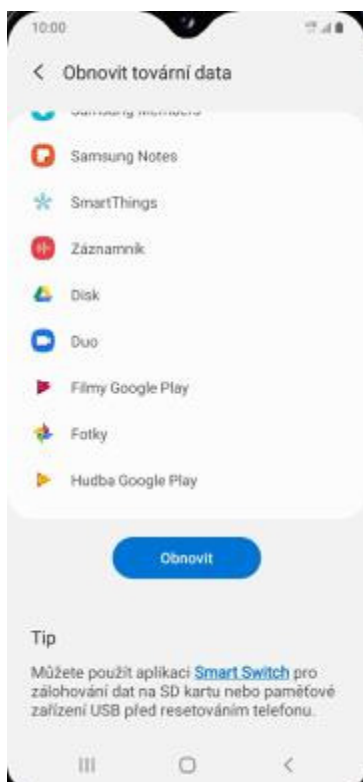 10:00
Obnovit tovární data
Samsung Members
Samsung Notes
SmartThings
Záznamník
Disk
Duo
Filmy Google Play
Fotky
Hudba Google Play
Obnovit
Tip
Můžete použít aplikaci Smart Switch pro
zálohování dat na SD kartu nebo paměťové
zařízení USB před resetováním telefonu.